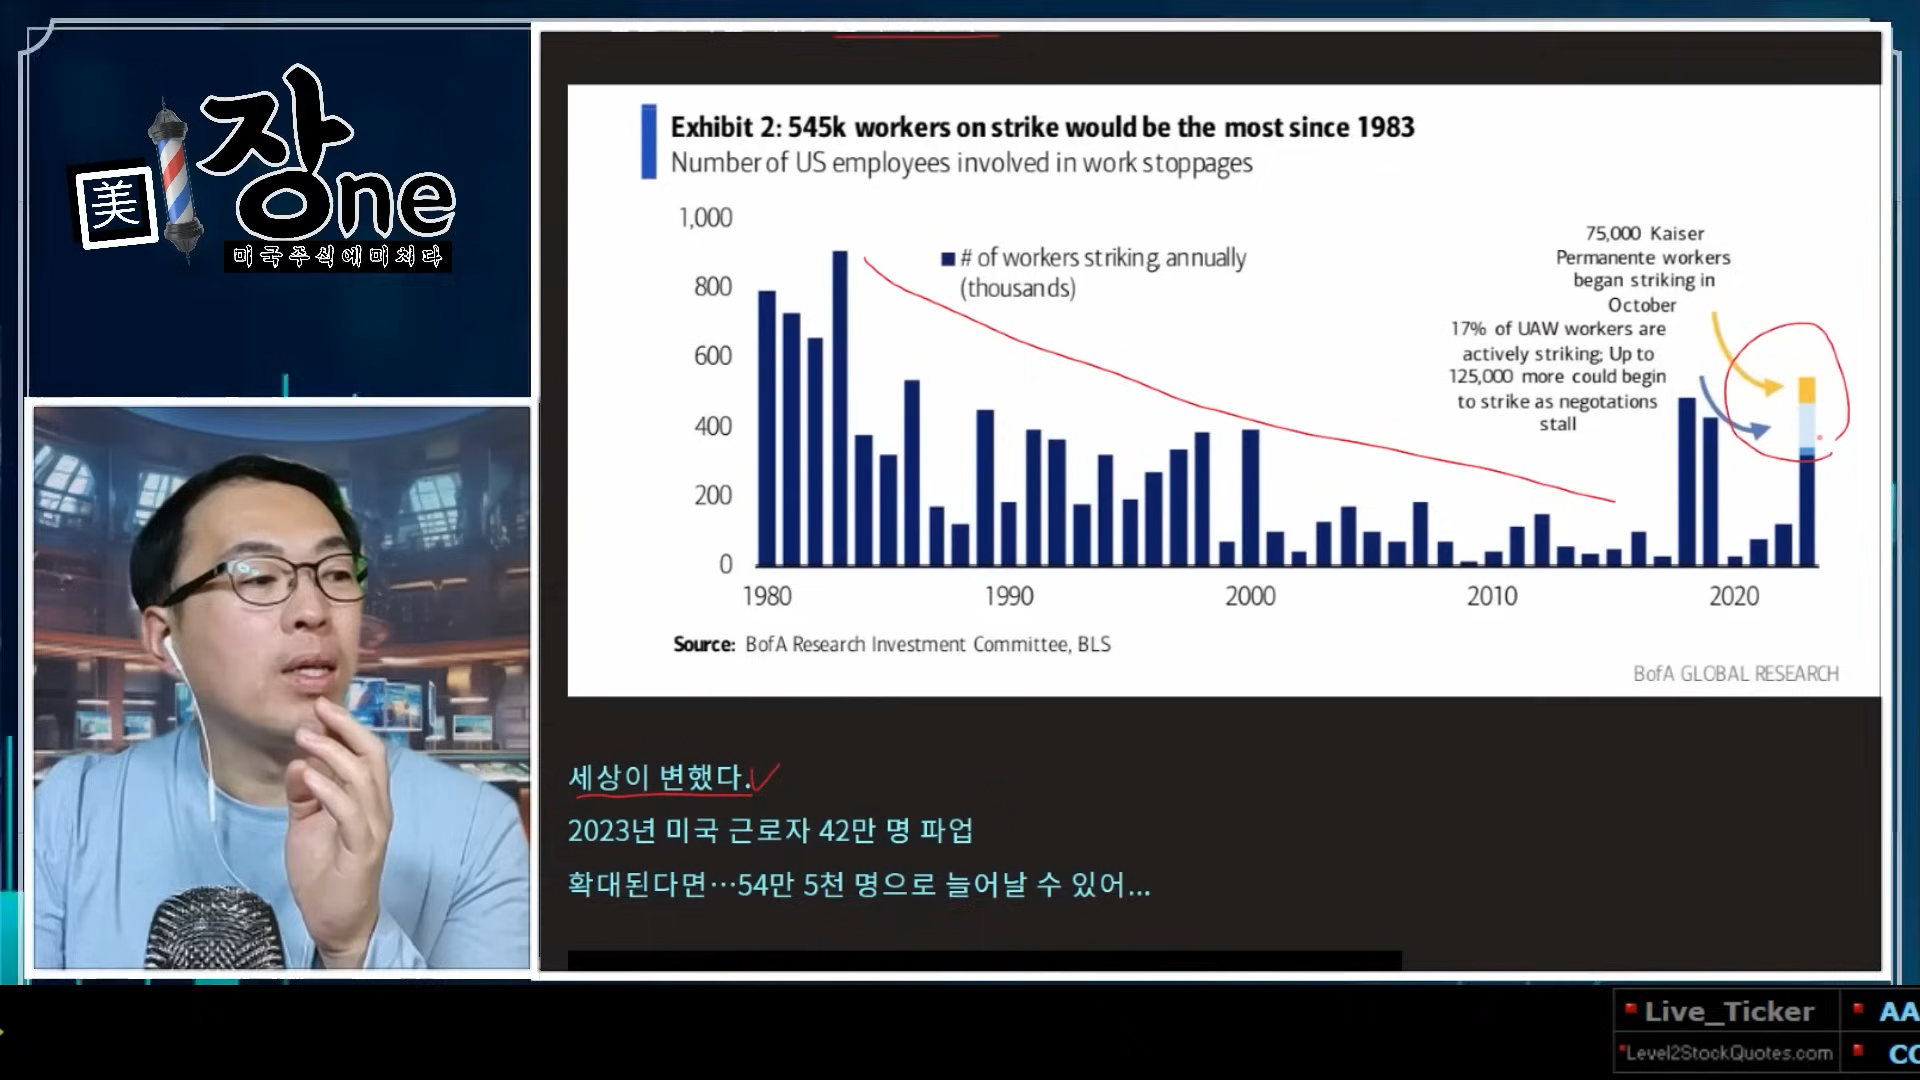 美
장one
미국주식에미치다
Exhibit 2: 545k workers on strike would be the most since 1983
Number of US employees involved in work stoppages
1,000
800
600
400
200
0
# of workers striking, annually
(thousands)
75,000 Kaiser
Permanente workers
began striking in
October
17% of UAW workers are
actively striking; Up to
125,000 more could begin
to strike as negotations
stall
1980
1990
2000
2010
2020
Source: BofA Research Investment Committee, BLS
BofA GLOBAL RESEARCH
세상이 변했다.
2023년 미국 근로자 42만 명 파업
확대된다면…54만 5천 명으로 늘어날 수 있어...
Live_Ticker
AA
Level2StockQuotes.com